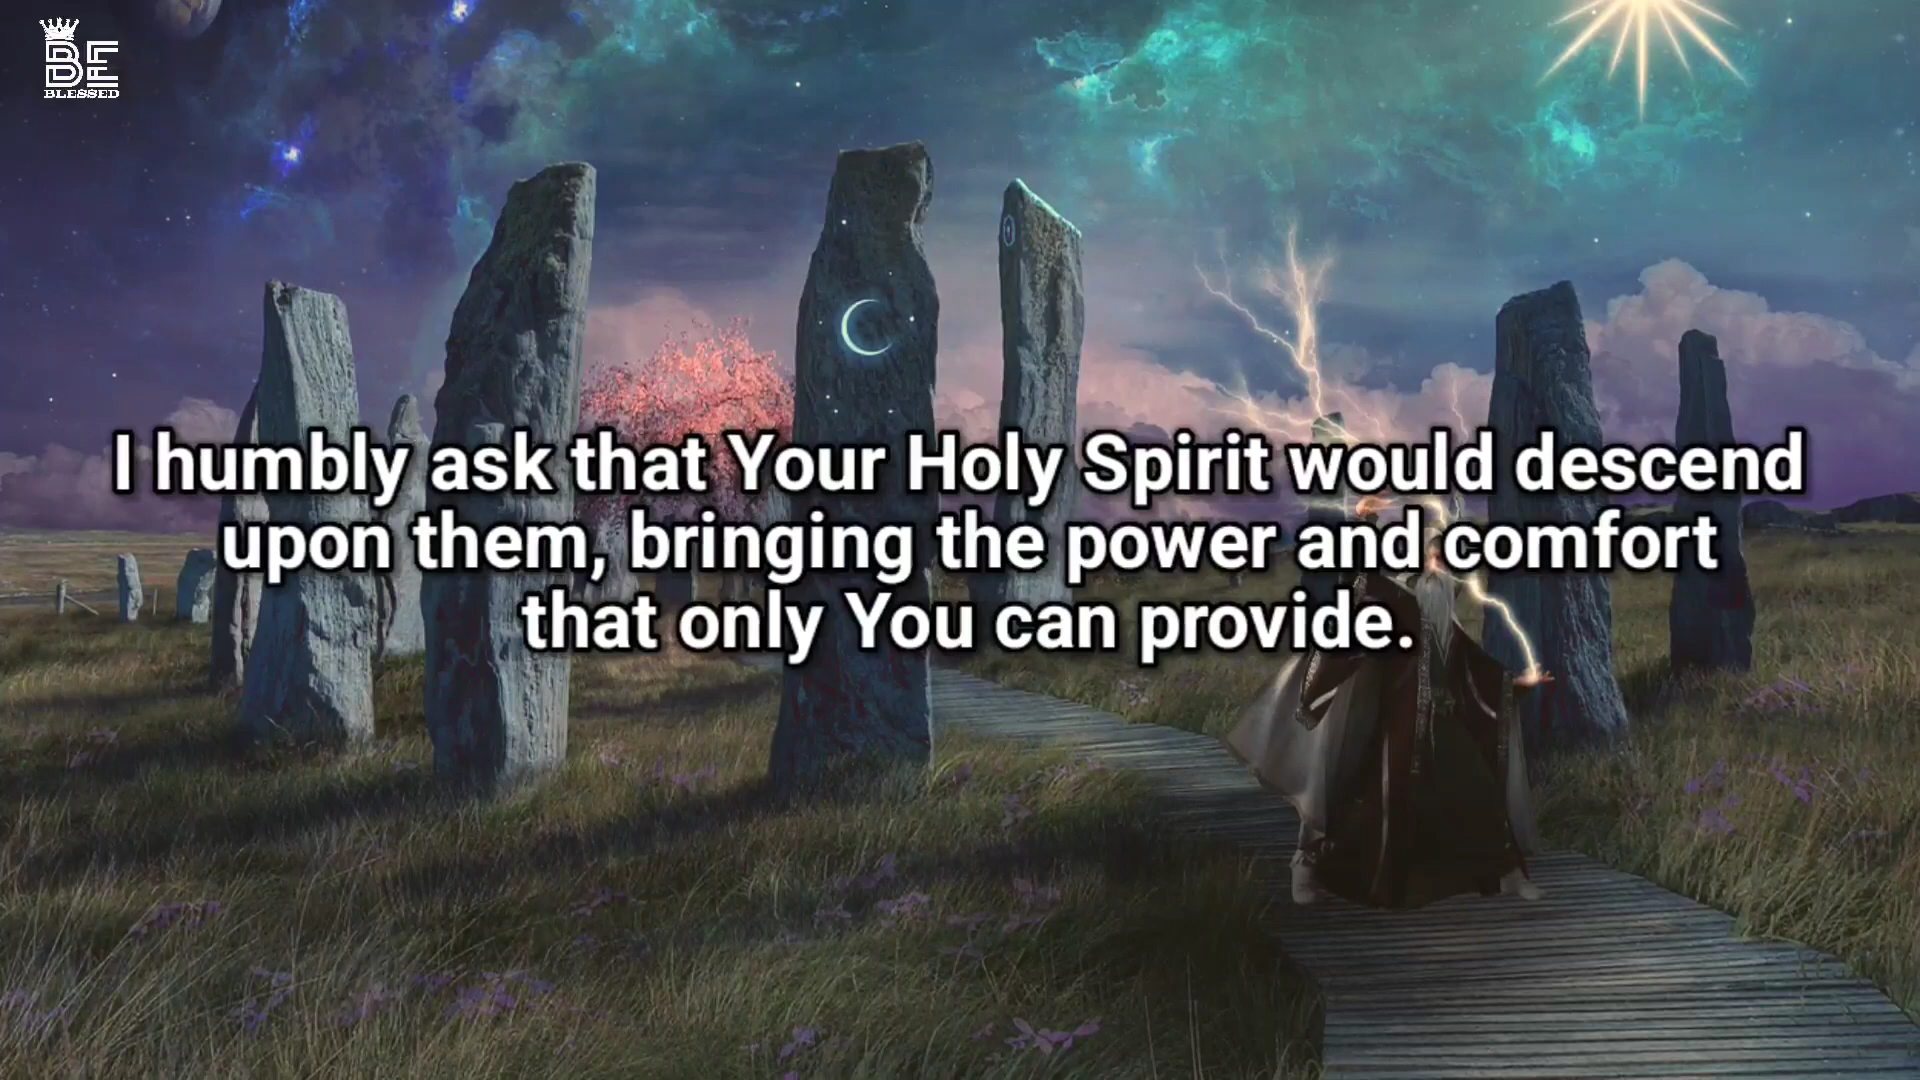 BE
BLESSED
I humbly ask that Your Holy Spirit would descend
upon them, bringing the power and comfort
that only You can provide.